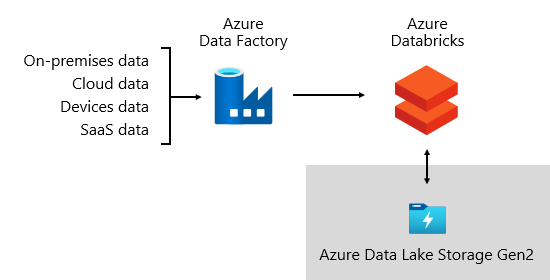 Azure
Data Factory
Azure
Databricks
On-premises data
Cloud data
Devices data
SaaS data
Azure Data Lake Storage Gen2